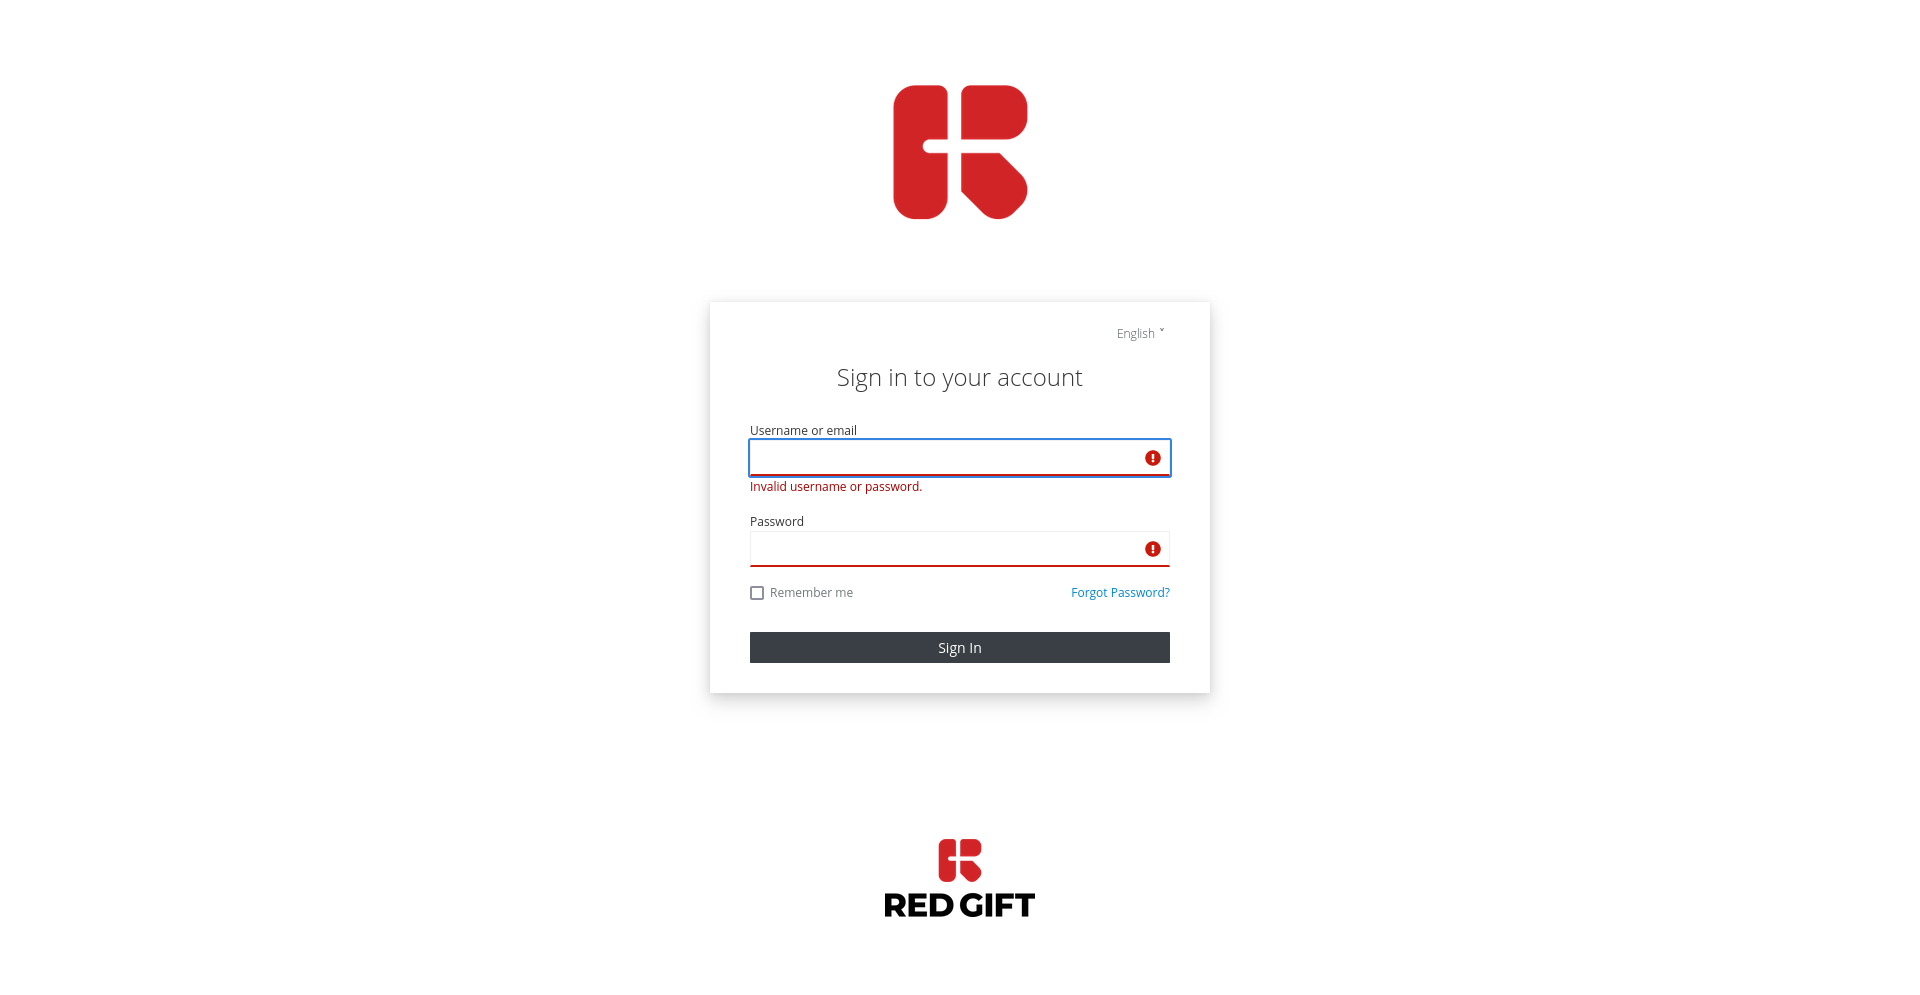 English ˅
Sign in to your account
Username or email
Invalid username or password.
Password
Remember me
Forgot Password?
Sign In
RED GIFT